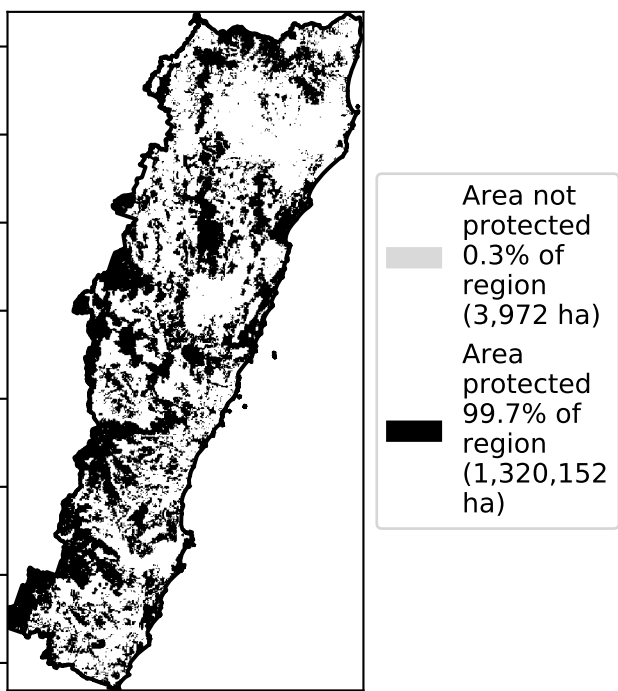 Area not
protected
0.3% of
region
(3,972 ha)
Area
protected
99.7% of
region
(1,320,152
ha)